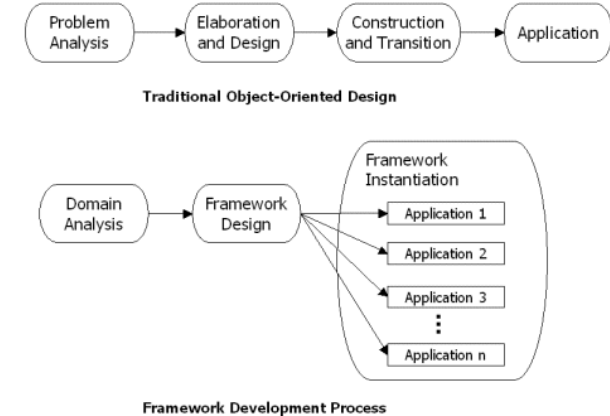 Problem
Analysis
Elaboration
and Design
Construction
and Transition
Application
Traditional Object-Oriented Design
Domain
Analysis
Framework
Design
Framework
Instantiation
Application 1
Application 2
Application 3
Application n
Framework Development Process